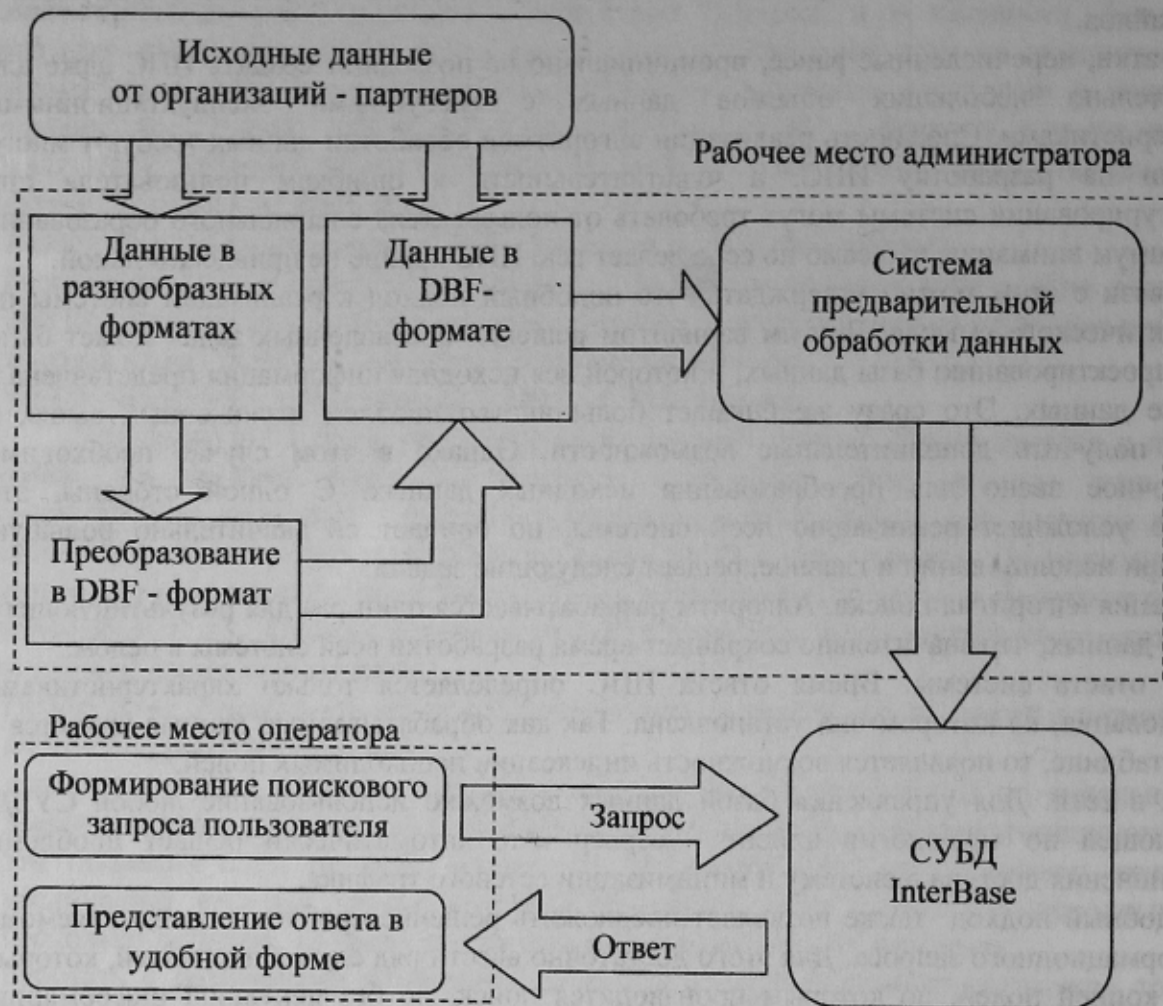 Исходные данные
от организаций - партнеров
Рабочее место администратора
Данные в
разнообразных
форматах
Данные в
DBF-
формате
Система
предварительной
обработки данных
Преобразование
в DBF - формат
Рабочее место оператора
Формирование поискового
запроса пользователя
Запрос
СУБД
InterBase
Представление ответа в
удобной форме
Ответ